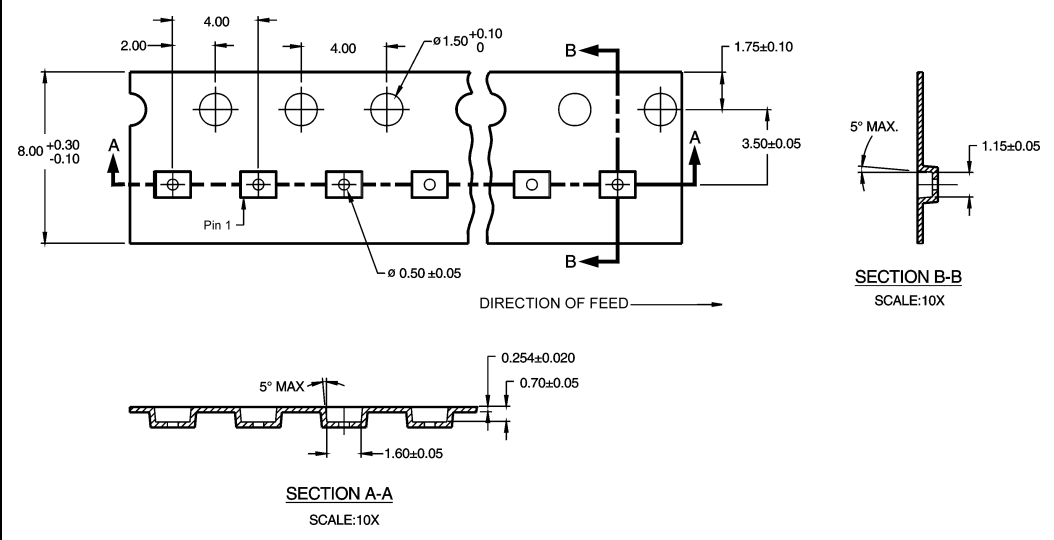 4.00
2.00
4.00
ø1.50 +0.10
0
B
1.75±0.10
8.00 +0.30
-0.10
A
A
3.50±0.05
5° MAX.
1.15±0.05
Pin 1
B
ø 0.50 ±0.05
SECTION B-B
SCALE:10X
DIRECTION OF FEED
0.254±0.020
5° MAX
0.70±0.05
1.60±0.05
SECTION A-A
SCALE:10X